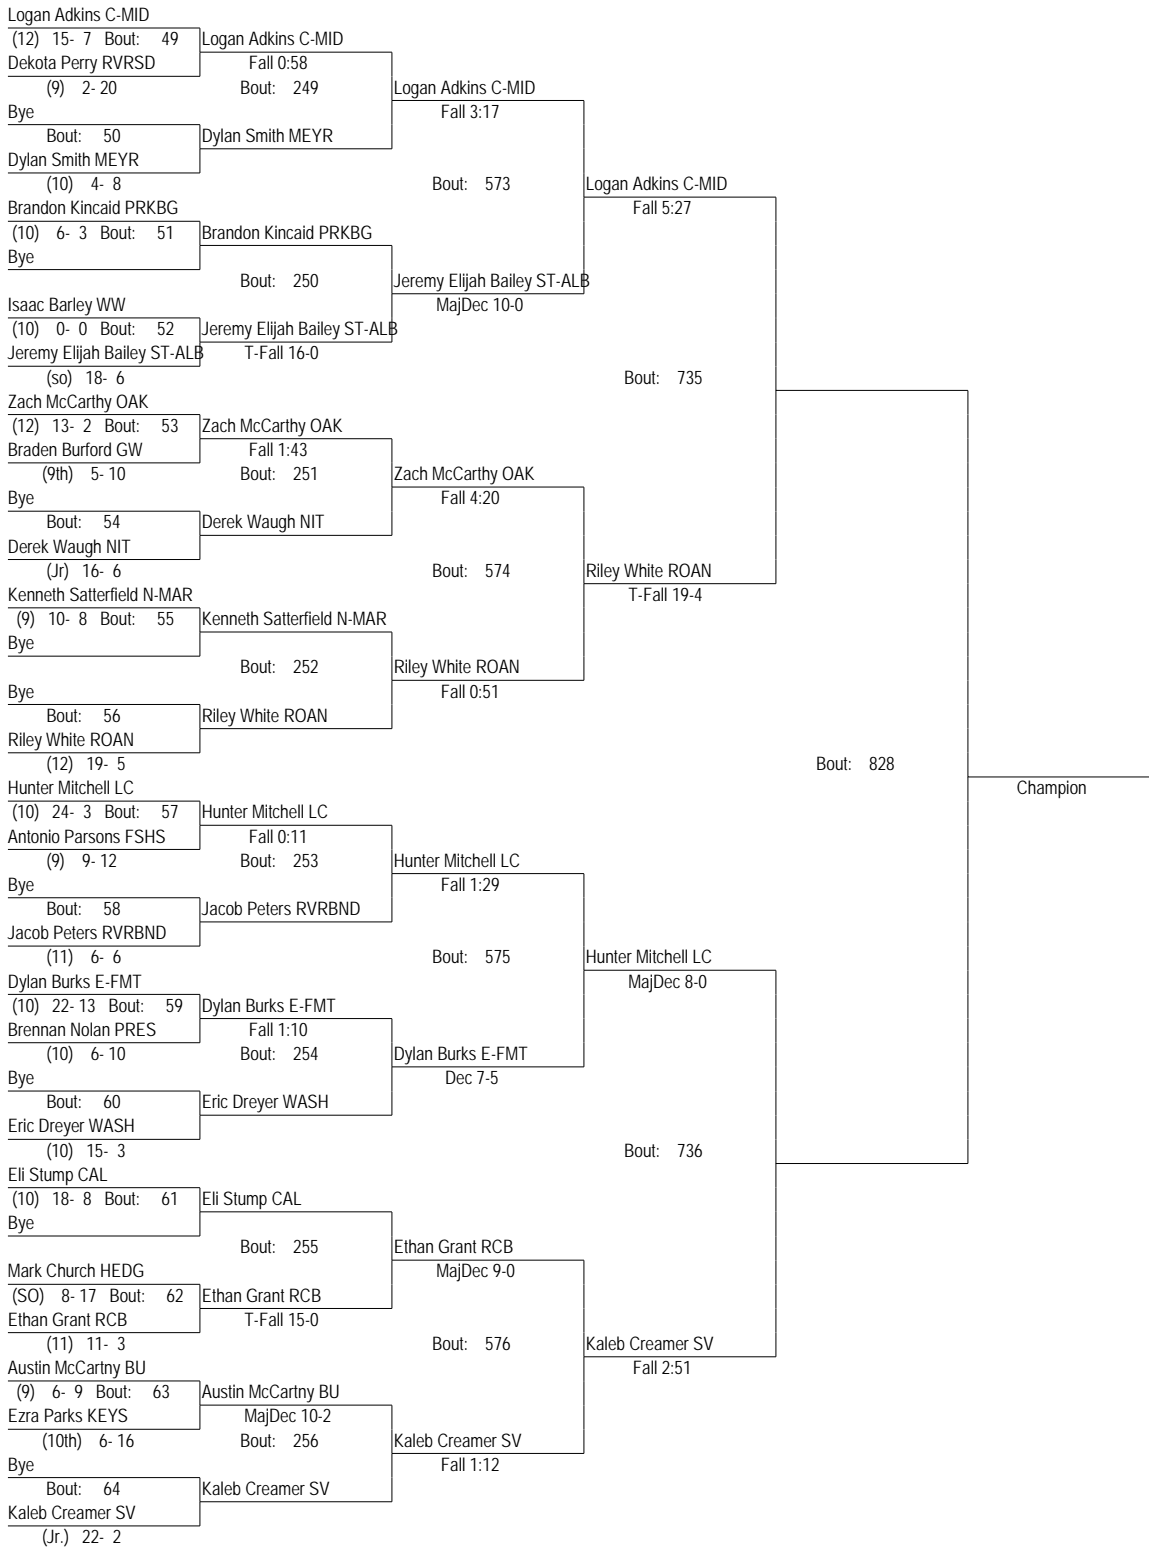 Logan Adkins C-MID
(12) 15- 7 Bout: 49 Logan Adkins C-MID
Dekota Perry RVRSD Fall 0:58
(9) 2- 20 Bout: 249 Logan Adkins C-MID
Bye Fall 3:17
Bout: 50 Dylan Smith MEYR
Dylan Smith MEYR
(10) 4- 8 Bout: 573 Logan Adkins C-MID
Brandon Kincaid PRKBG Fall 5:27
(10) 6- 3 Bout: 51 Brandon Kincaid PRKBG
Bye
Bout: 250 Jeremy Elijah Bailey ST-ALB
Isaac Barley WW MajDec 10-0
(10) 0- 0 Bout: 52 Jeremy Elijah Bailey ST-ALB
Jeremy Elijah Bailey ST-ALB T-Fall 16-0
(so) 18- 6 Bout: 735
Zach McCarthy OAK
(12) 13- 2 Bout: 53 Zach McCarthy OAK
Braden Burford GW Fall 1:43
(9th) 5- 10 Bout: 251 Zach McCarthy OAK
Bye Fall 4:20
Bout: 54 Derek Waugh NIT
Derek Waugh NIT
(Jr) 16- 6 Bout: 574 Riley White ROAN
Kenneth Satterfield N-MAR T-Fall 19-4
(9) 10- 8 Bout: 55 Kenneth Satterfield N-MAR
Bye
Bout: 252 Riley White ROAN
Bye Fall 0:51
Bout: 56 Riley White ROAN
Riley White ROAN
(12) 19- 5 Bout: 828
Hunter Mitchell LC Champion
(10) 24- 3 Bout: 57 Hunter Mitchell LC
Antonio Parsons FSHS Fall 0:11
(9) 9- 12 Bout: 253 Hunter Mitchell LC
Bye Fall 1:29
Bout: 58 Jacob Peters RVRBND
Jacob Peters RVRBND
(11) 6- 6 Bout: 575 Hunter Mitchell LC
Dylan Burks E-FMT MajDec 8-0
(10) 22- 13 Bout: 59 Dylan Burks E-FMT
Brennan Nolan PRES Fall 1:10
(10) 6- 10 Bout: 254 Dylan Burks E-FMT
Bye Dec 7-5
Bout: 60 Eric Dreyer WASH
Eric Dreyer WASH
(10) 15- 3 Bout: 736
Eli Stump CAL
(10) 18- 8 Bout: 61 Eli Stump CAL
Bye
Bout: 255 Ethan Grant RCB
Mark Church HEDG MajDec 9-0
(SO) 8- 17 Bout: 62 Ethan Grant RCB
Ethan Grant RCB T-Fall 15-0
(11) 11- 3 Bout: 576 Kaleb Creamer SV
Austin McCartny BU Fall 2:51
(9) 6- 9 Bout: 63 Austin McCartny BU
Ezra Parks KEYS MajDec 10-2
(10th) 6- 16 Bout: 256 Kaleb Creamer SV
Bye Fall 1:12
Bout: 64 Kaleb Creamer SV
Kaleb Creamer SV
(Jr.) 22- 2